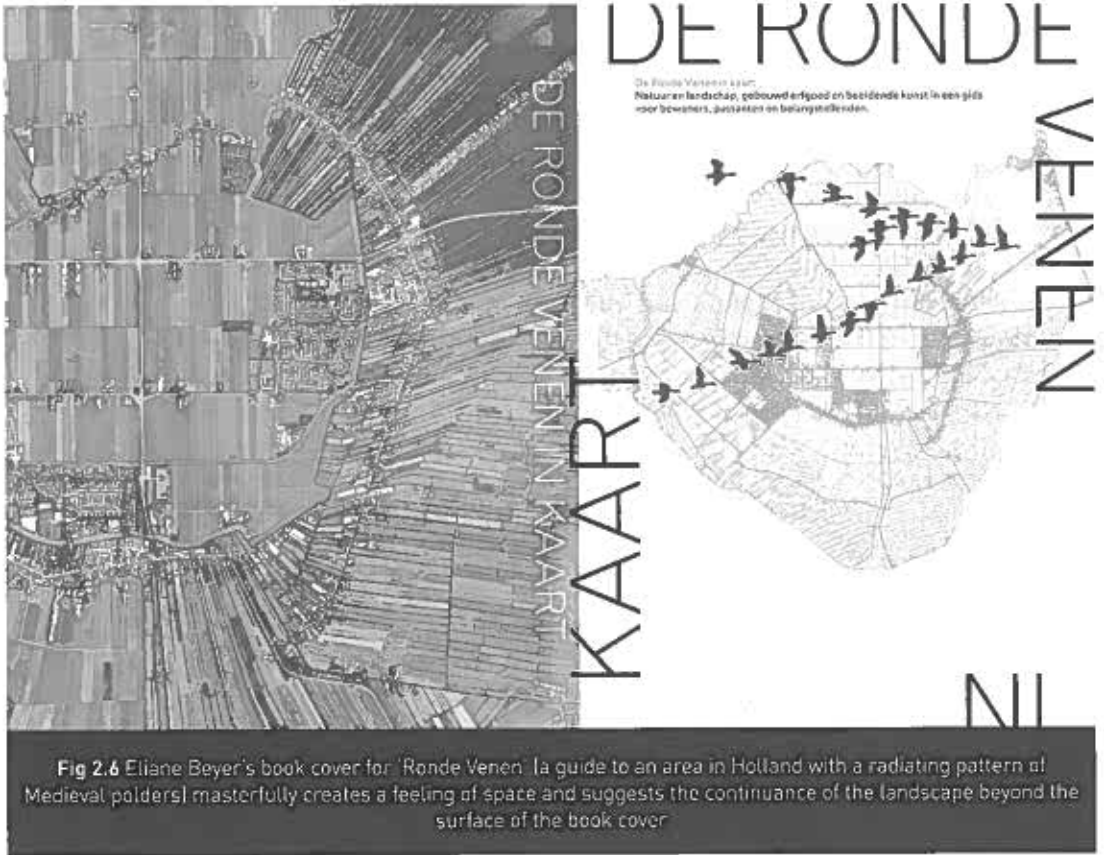 DE RONDE
VENEN
NI
KAART
De Ronde Venen in kaart
Natuur en landschap, gebouwd erfgoed en beeldende kunst in een gids
voor bewoners, passanten en belangstellenden.
DE RONDE VENEN IN KAART
Fig 2.6 Eliane Beyer's book cover for 'Ronde Venen' (a guide to an area in Holland with a radiating pattern of
Medieval polders) masterfully creates a feeling of space and suggests the continuance of the landscape beyond the
surface of the book cover